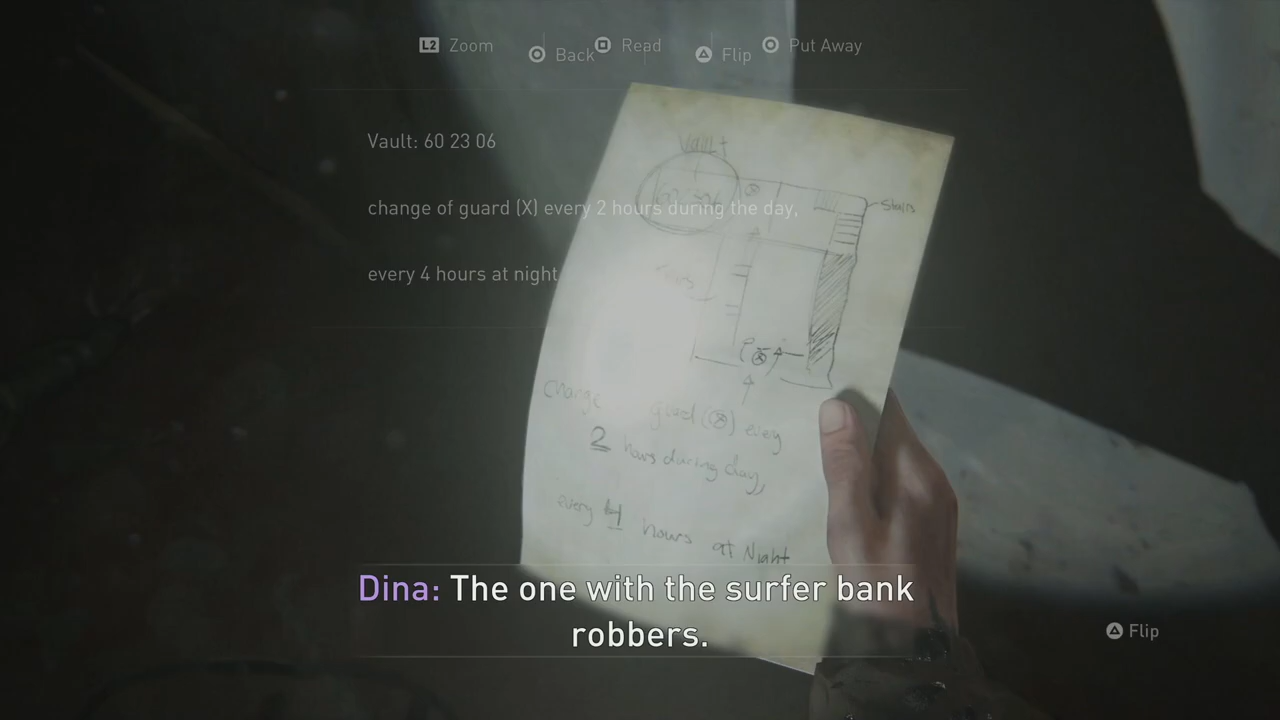 L2 Zoom
Back
Read
Flip
Put Away
Vault: 60 23 06
change of guard (X) every 2 hours during the day,
every 4 hours at night
Vault
Stairs
change guard (X) every
2 hours during day,
every 4 hours at Night
Dina: The one with the surfer bank
robbers.
Flip